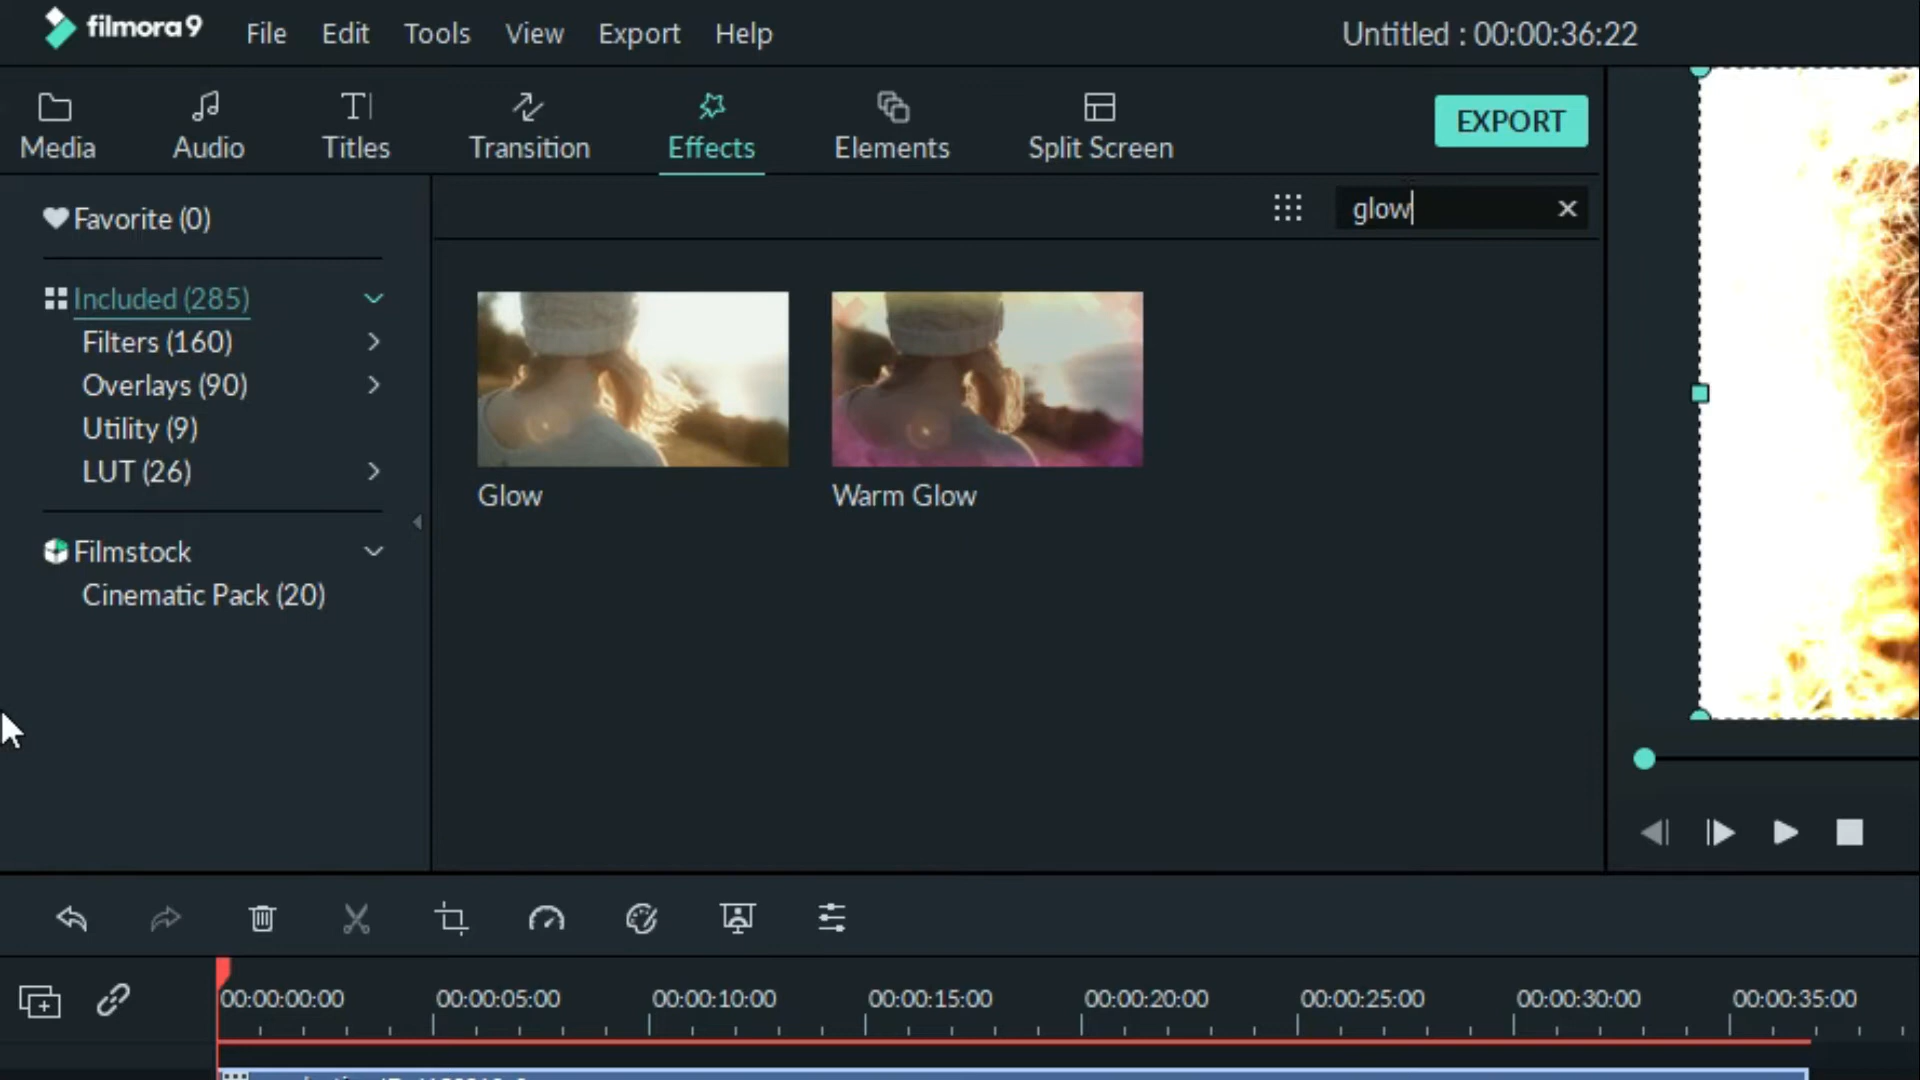 filmora9 File Edit Tools View Export Help Untitled : 00:00:36:22
Media Audio Titles Transition Effects Elements Split Screen EXPORT
Favorite (0)
glow
Included (285)
Filters (160)
Overlays (90)
Utility (9)
LUT (26)
Filmstock
Cinematic Pack (20)
Glow Warm Glow
00:00:00:00 00:00:05:00 00:00:10:00 00:00:15:00 00:00:20:00 00:00:25:00 00:00:30:00 00:00:35:00